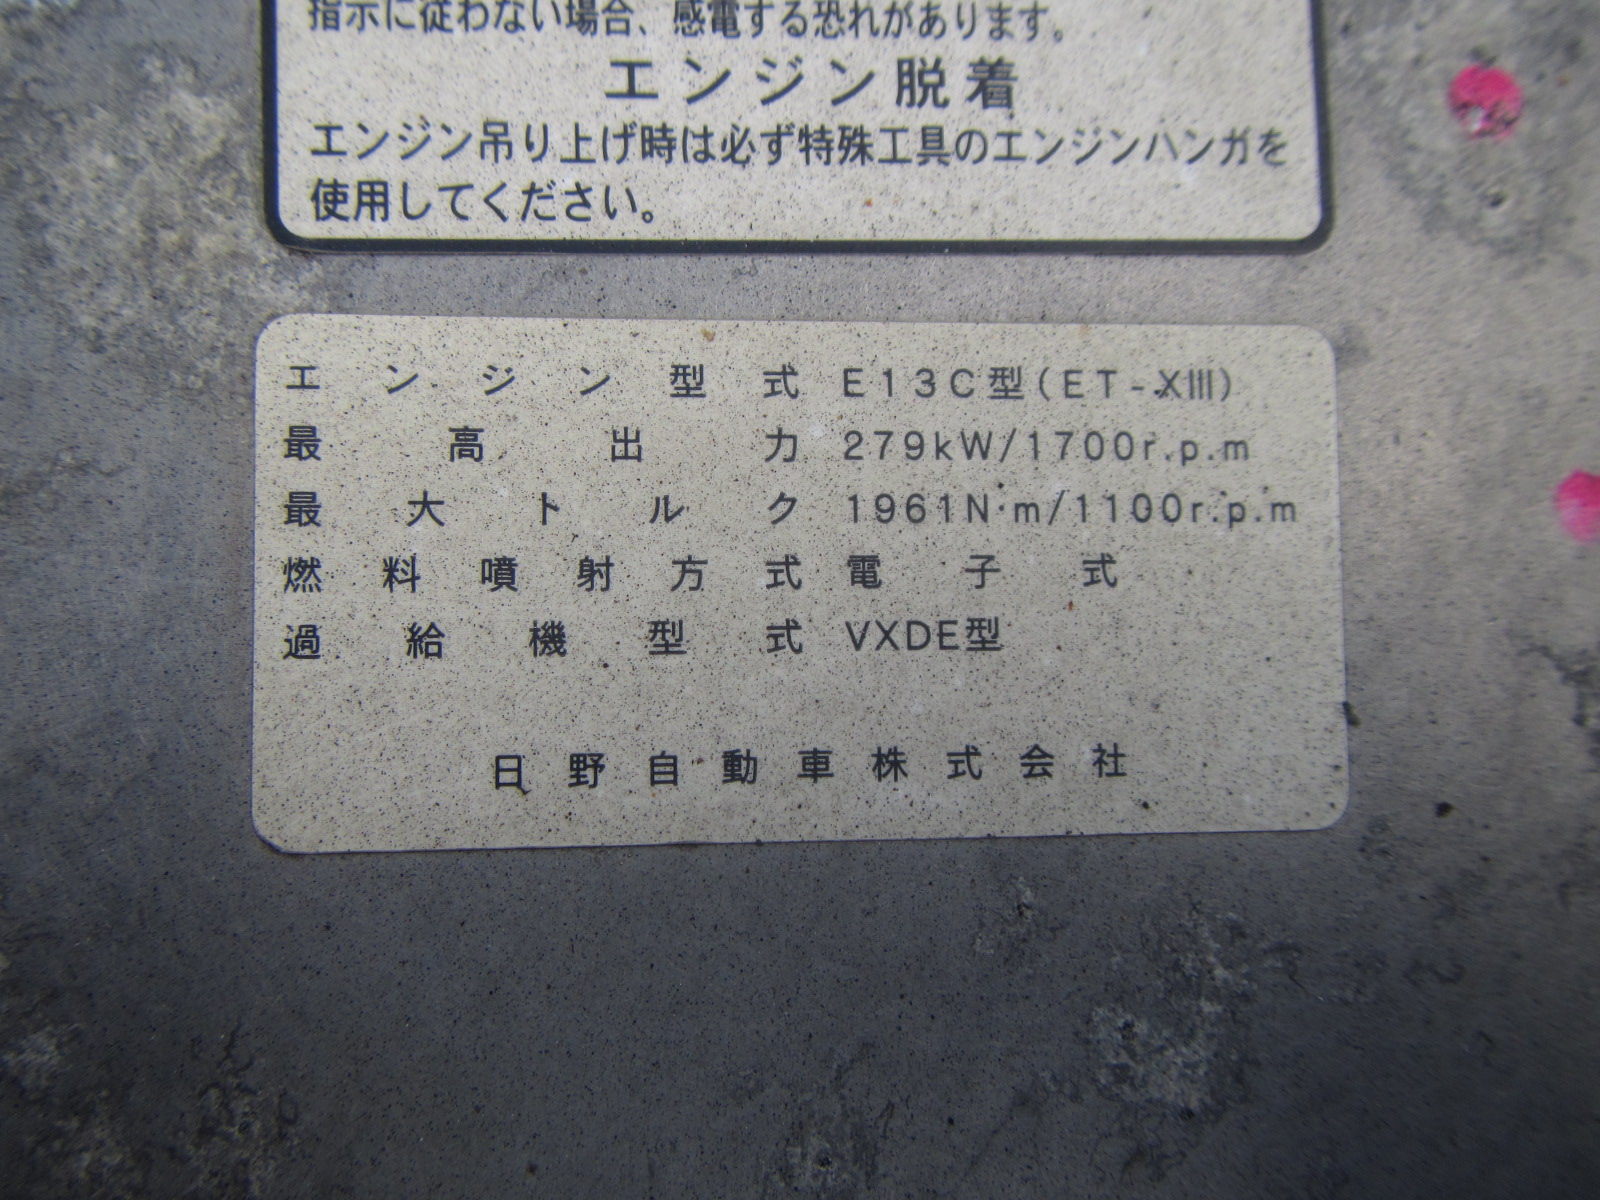 指示に従わない場合、感電する恐れがあります。
エンジン脱着
エンジン吊り上げ時は必ず特殊工具のエンジンハンガを
使用してください。
エンジン型式 E13C型(ET-XIII)
最高出力 279kW/1700r.p.m
最大トルク 1961N·m/1100r.p.m
燃料噴射方式 電子式
過給機型式 VXDE型
日野自動車株式会社